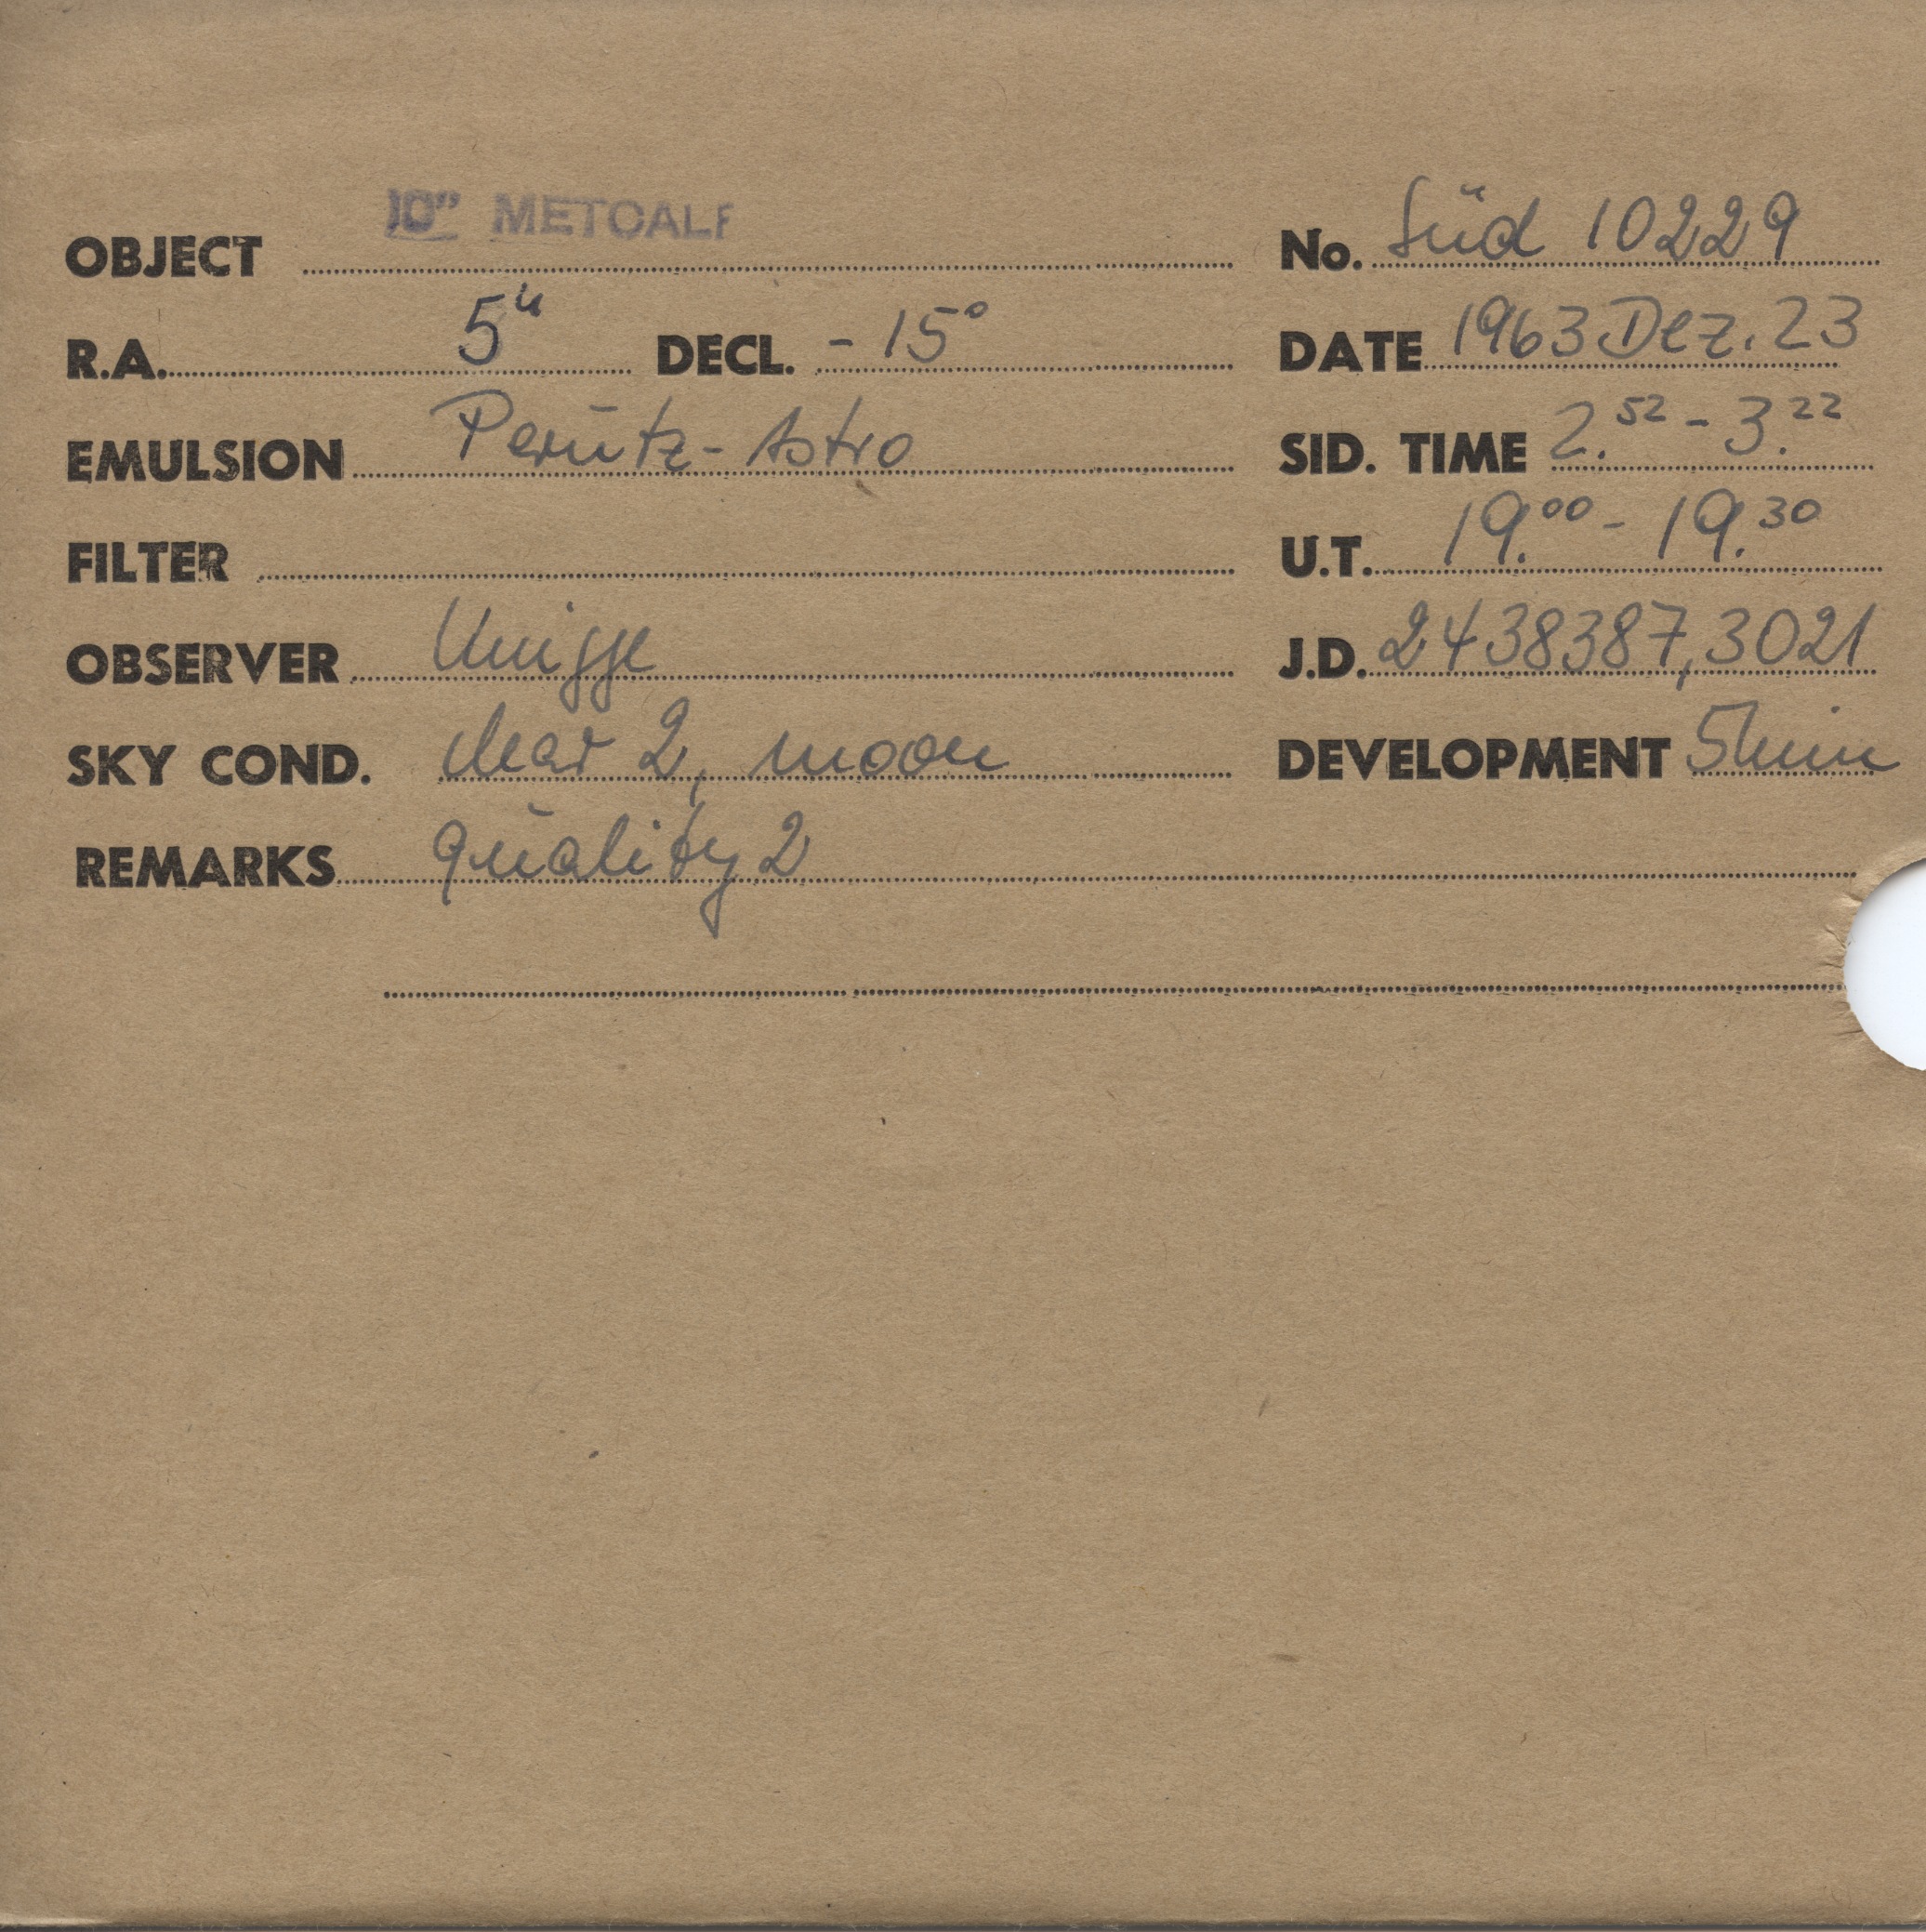 10" METCALF
OBJECT No. Süd 10229
R.A. 5h DECL. - 15° DATE 1963 Dez. 23
EMULSION Perutz-Astro SID. TIME 2.52 - 3.22
FILTER U.T. 19.00 - 19.30
OBSERVER J.D. 2438387,3021
SKY COND. clear 2, moon DEVELOPMENT 5 min
REMARKS quality 2